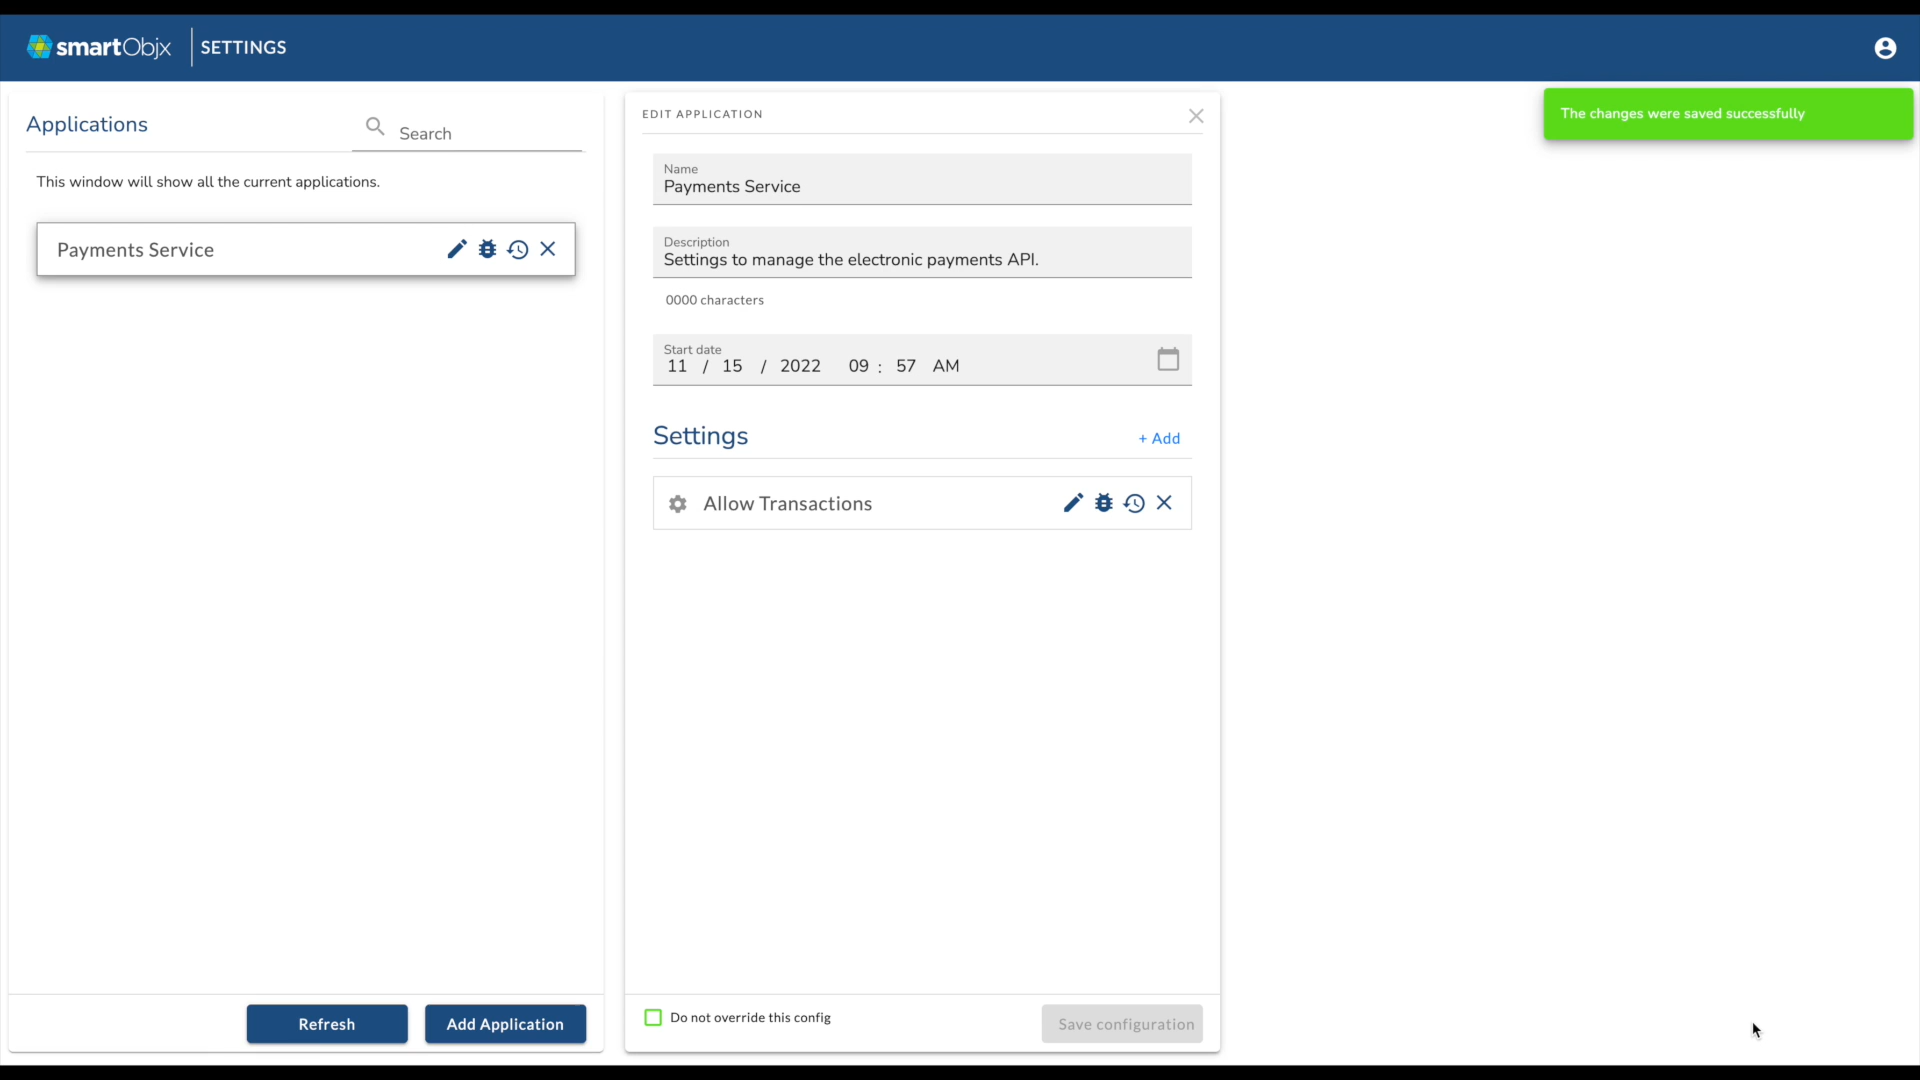 smartObjx SETTINGS
The changes were saved successfully
Applications
Search
This window will show all the current applications.
Payments Service
Refresh
Add Application
EDIT APPLICATION
Name
Payments Service
Description
Settings to manage the electronic payments API.
0000 characters
Start date
11 / 15 / 2022 09 : 57 AM
Settings
+ Add
Allow Transactions
Do not override this config
Save configuration